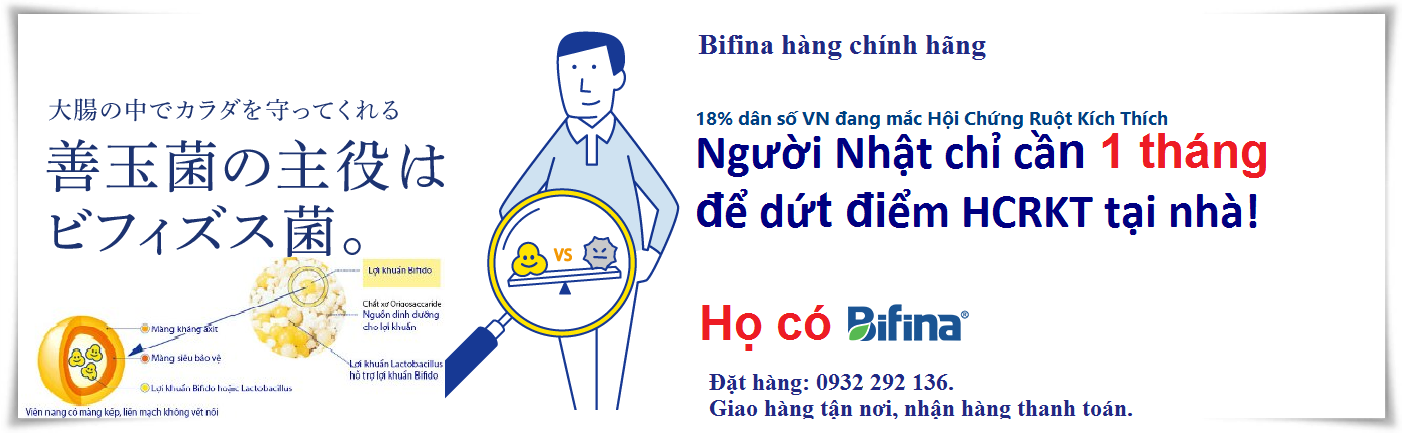 大腸の中でカラダを守ってくれる
善玉菌の主役は
ビフィズス菌。
Lợi khuẩn Bifido
Chất xơ Origosaccaride
Nguồn dinh dưỡng
cho lợi khuẩn
Màng kháng axit
Màng siêu bảo vệ
Lợi khuẩn Lactobacillus
hỗ trợ lợi khuẩn Bifido
Lợi khuẩn Bifido hoặc Lactobacillus
Viên nang có màng kép, liền mạch không vết nối
VS
Bifina hàng chính hãng
18% dân số VN đang mắc Hội Chứng Ruột Kích Thích
Người Nhật chỉ cần 1 tháng
để dứt điểm HCRKT tại nhà!
Họ có Bifina®
Đặt hàng: 0932 292 136.
Giao hàng tận nơi, nhận hàng thanh toán.